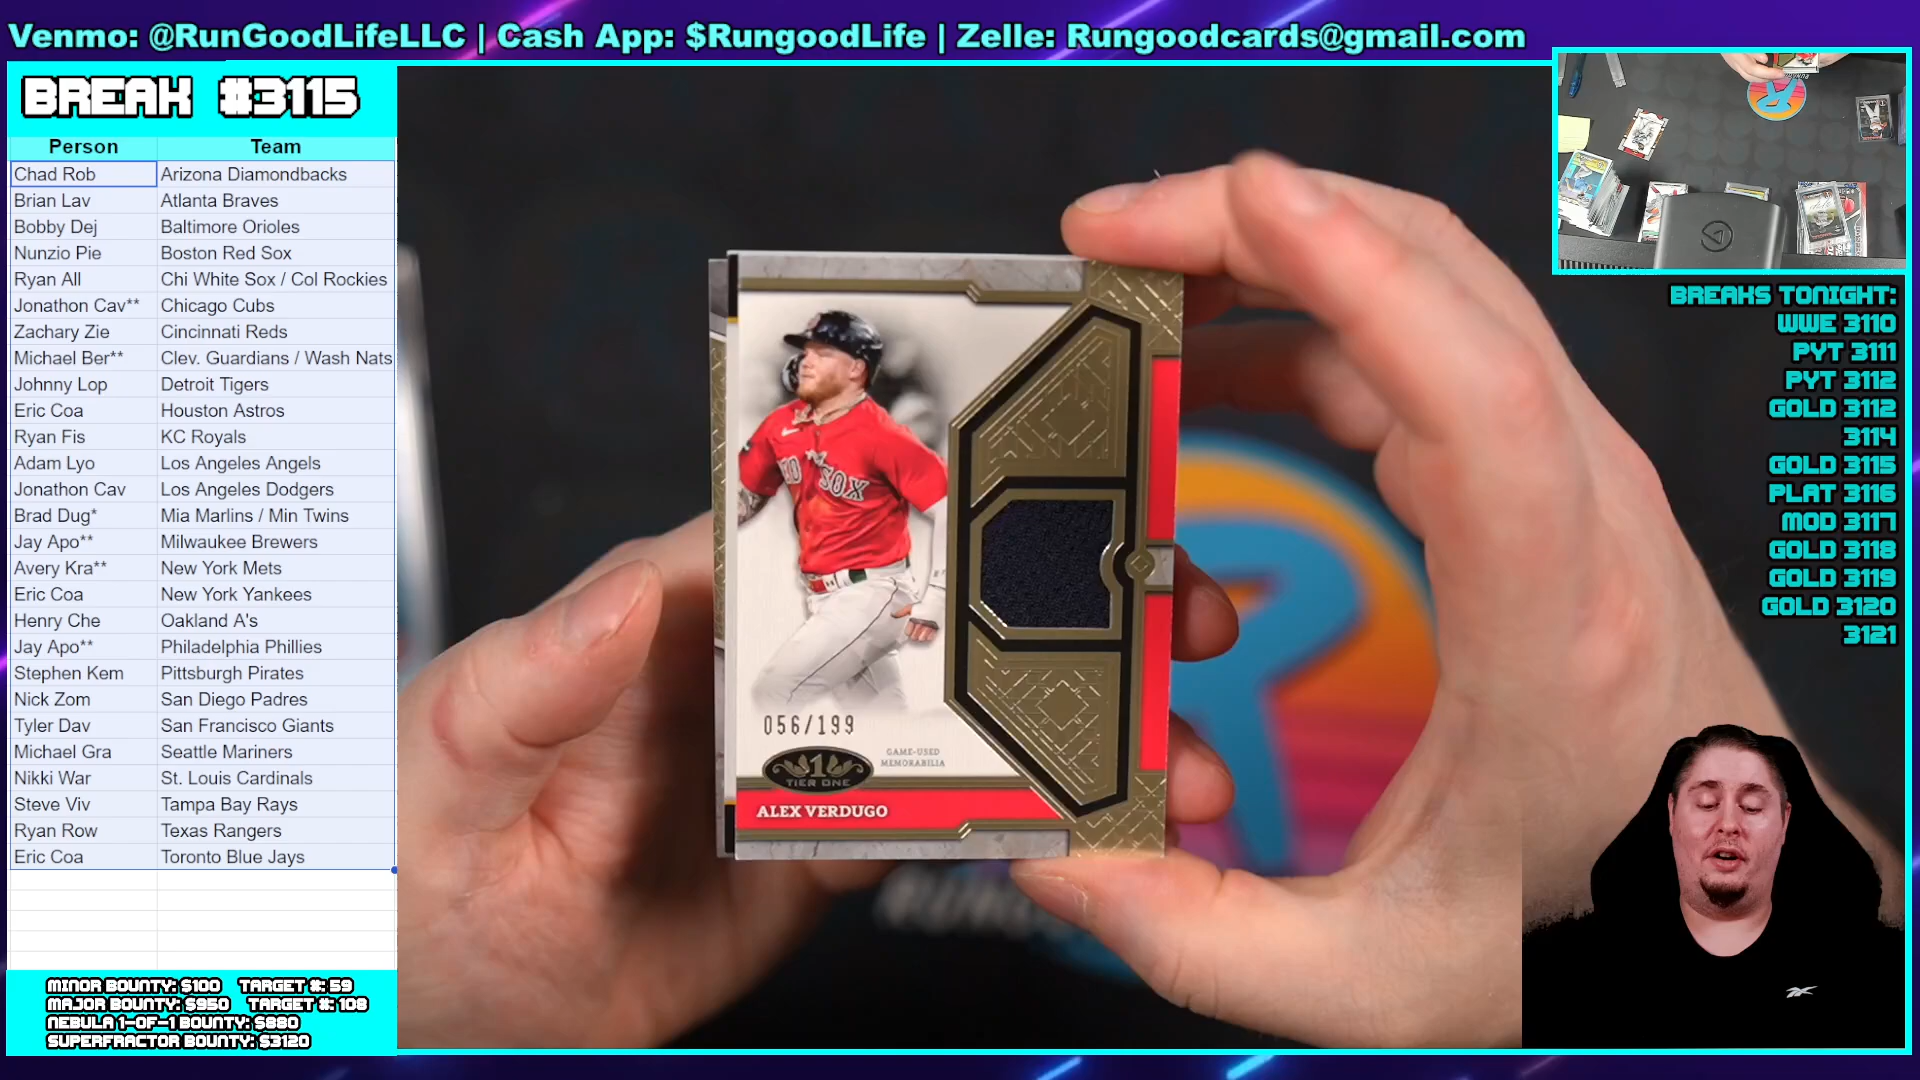 Venmo: @RunGoodLifeLLC | Cash App: $RungoodLife | Zelle: Rungoodcards@gmail.com
BREAK #3115
Person Team
Chad Rob Arizona Diamondbacks
Brian Lav Atlanta Braves
Bobby Dej Baltimore Orioles
Nunzio Pie Boston Red Sox
Ryan All Chi White Sox / Col Rockies
Jonathon Cav** Chicago Cubs
Zachary Zie Cincinnati Reds
Michael Ber** Clev. Guardians / Wash Nats
Johnny Lop Detroit Tigers
Eric Coa Houston Astros
Ryan Fis KC Royals
Adam Lyo Los Angeles Angels
Jonathon Cav Los Angeles Dodgers
Brad Dug* Mia Marlins / Min Twins
Jay Apo** Milwaukee Brewers
Avery Kra** New York Mets
Eric Coa New York Yankees
Henry Che Oakland A's
Jay Apo** Philadelphia Phillies
Stephen Kem Pittsburgh Pirates
Nick Zom San Diego Padres
Tyler Dav San Francisco Giants
Michael Gra Seattle Mariners
Nikki War St. Louis Cardinals
Steve Viv Tampa Bay Rays
Ryan Row Texas Rangers
Eric Coa Toronto Blue Jays
MINOR BOUNTY: $100 TARGET #: 59
MAJOR BOUNTY: $950 TARGET #: 108
NEBULA 1-OF-1 BOUNTY: $880
SUPERFRACTOR BOUNTY: $3120
SOX
056/199
GAME-USED
MEMORABILIA
1
TIER ONE
ALEX VERDUGO
BREAKS TONIGHT:
WWE 3110
PYT 3111
PYT 3112
GOLD 3112
3114
GOLD 3115
PLAT 3116
MOD 3117
GOLD 3118
GOLD 3119
GOLD 3120
3121